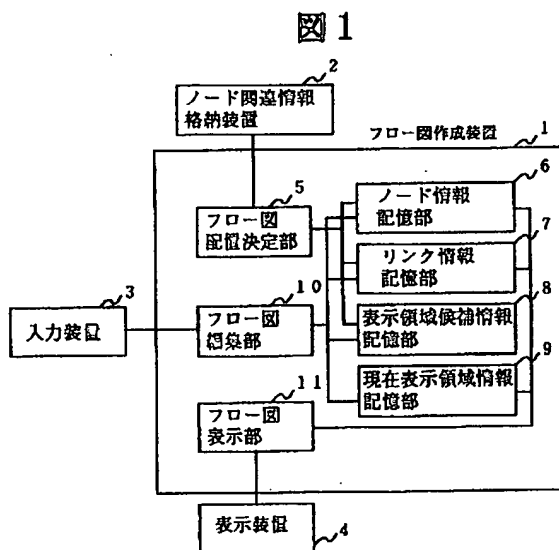 図1
2
ノード関連情報
格納装置
フロー図作成装置
1
5
フロー図
配置決定部
6
ノード情報
記憶部
7
リンク情報
記憶部
3
入力装置
10
フロー図
編集部
8
表示領域候補情報
記憶部
9
現在表示領域情報
記憶部
11
フロー図
表示部
表示装置
4